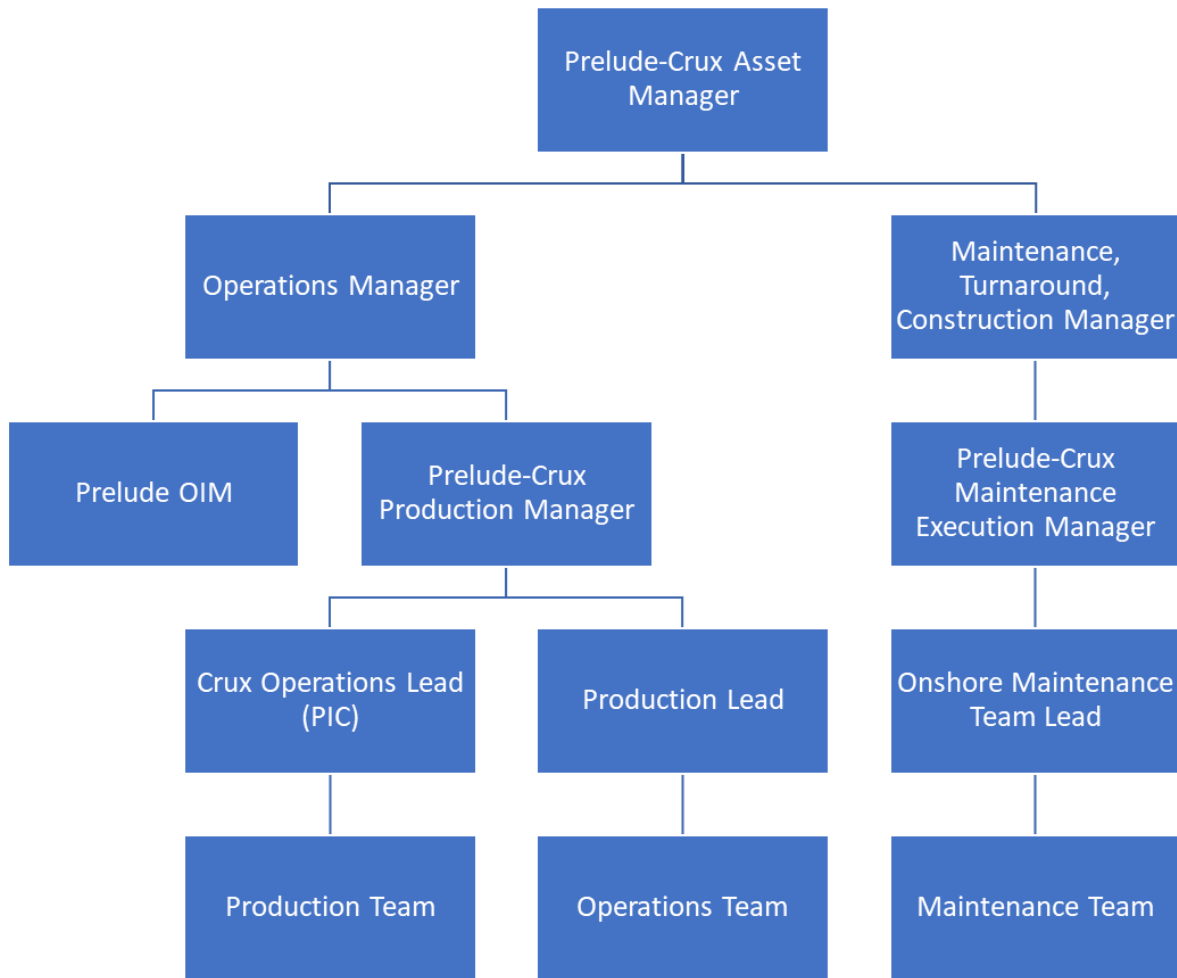 Prelude-Crux Asset
Manager
Operations Manager
Maintenance,
Turnaround,
Construction Manager
Prelude OIM
Prelude-Crux
Production Manager
Prelude-Crux
Maintenance
Execution Manager
Crux Operations Lead
(PIC)
Production Lead
Onshore Maintenance
Team Lead
Production Team
Operations Team
Maintenance Team